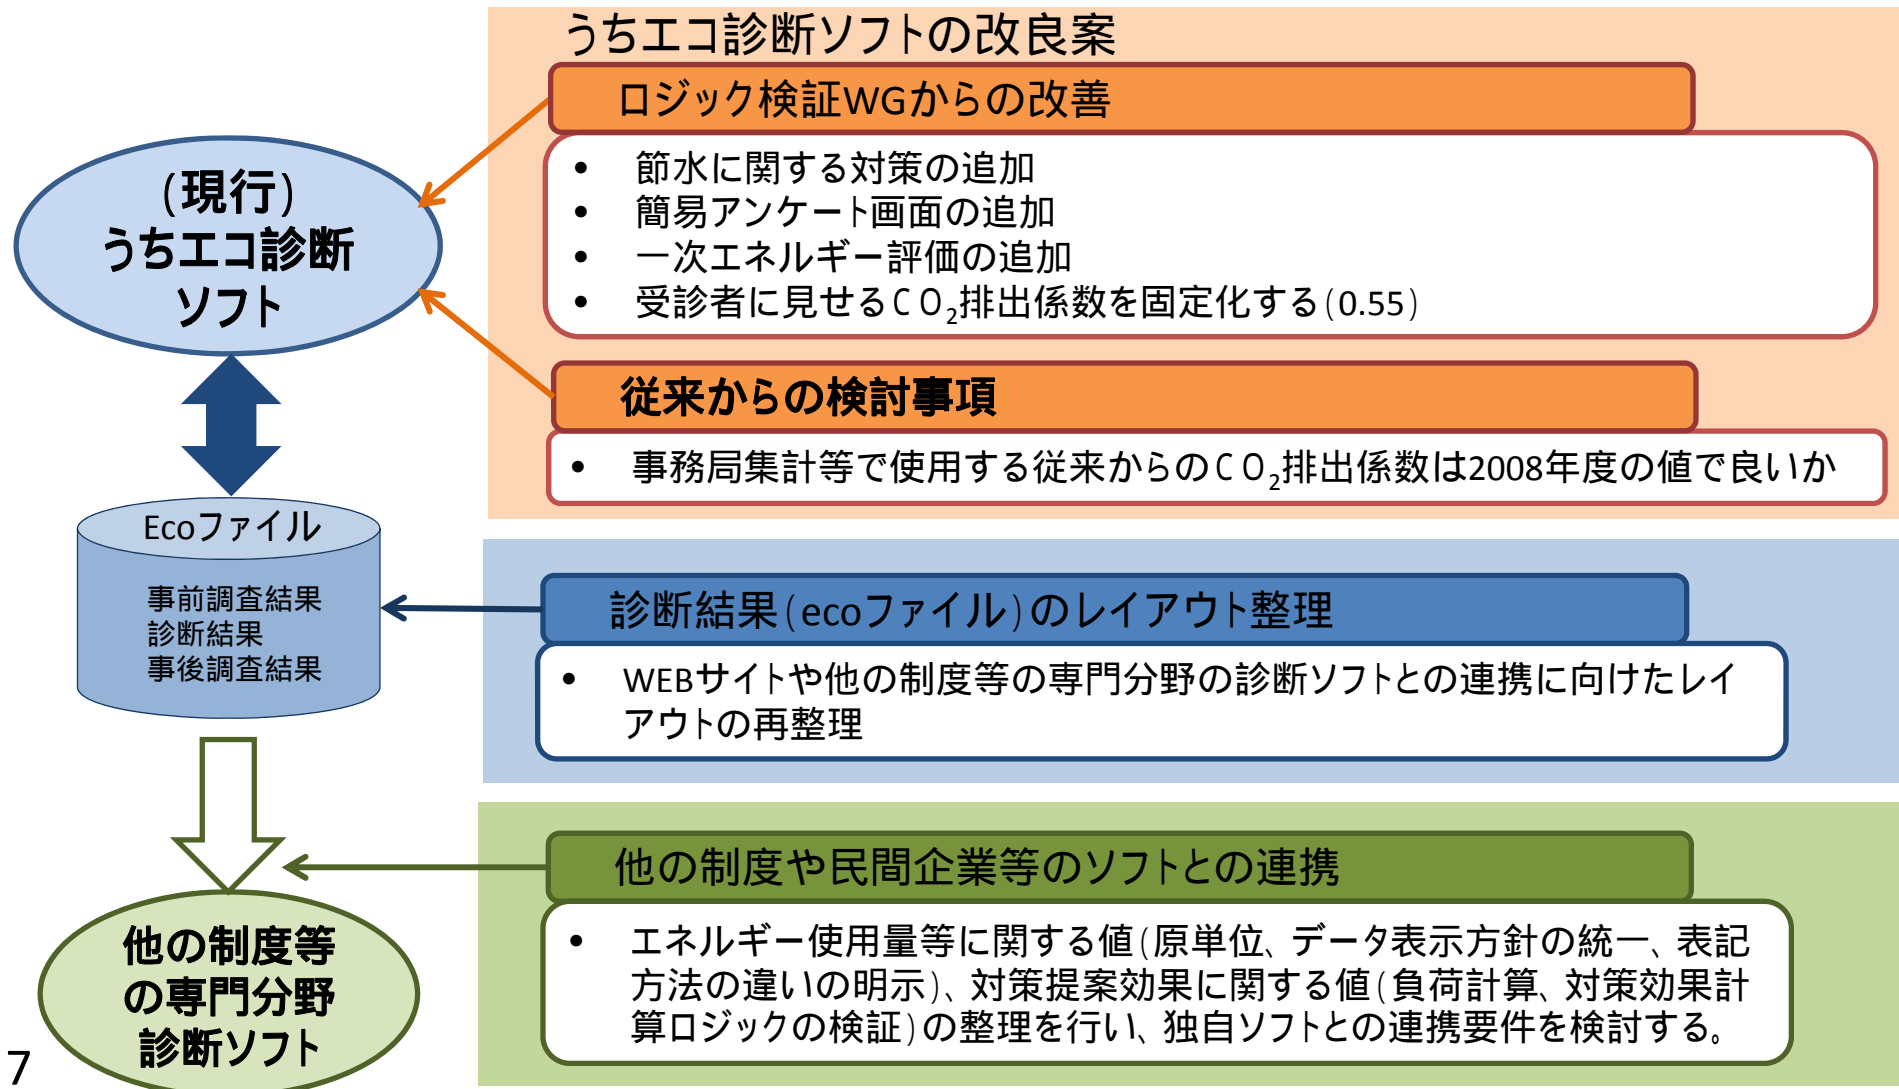 うちエコ診断ソフトの改良案
ロジック検証WGからの改善
• 節水に関する対策の追加
• 簡易アンケート画面の追加
• 一次エネルギー評価の追加
• 受診者に見せるCO₂排出係数を固定化する(0.55)
従来からの検討事項
• 事務局集計等で使用する従来からのCO₂排出係数は2008年度の値で良いか
(現行)
うちエコ診断
ソフト
Ecoファイル
事前調査結果
診断結果
事後調査結果
診断結果(ecoファイル)のレイアウト整理
• WEBサイトや他の制度等の専門分野の診断ソフトとの連携に向けたレイ
アウトの再整理
他の制度や民間企業等のソフトとの連携
• エネルギー使用量等に関する値(原単位、データ表示方針の統一、表記
方法の違いの明示)、対策提案効果に関する値(負荷計算、対策効果計
算ロジックの検証)の整理を行い、独自ソフトとの連携要件を検討する。
他の制度等
の専門分野
診断ソフト
7